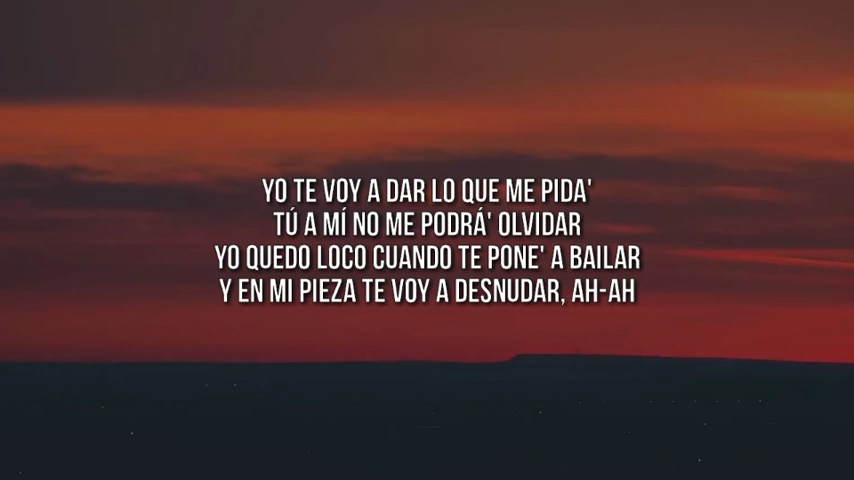 YO TE VOY A DAR LO QUE ME PIDA'
TÚ A MÍ NO ME PODRÁ' OLVIDAR
YO QUEDO LOCO CUANDO TE PONE' A BAILAR
Y EN MI PIEZA TE VOY A DESNUDAR, AH-AH